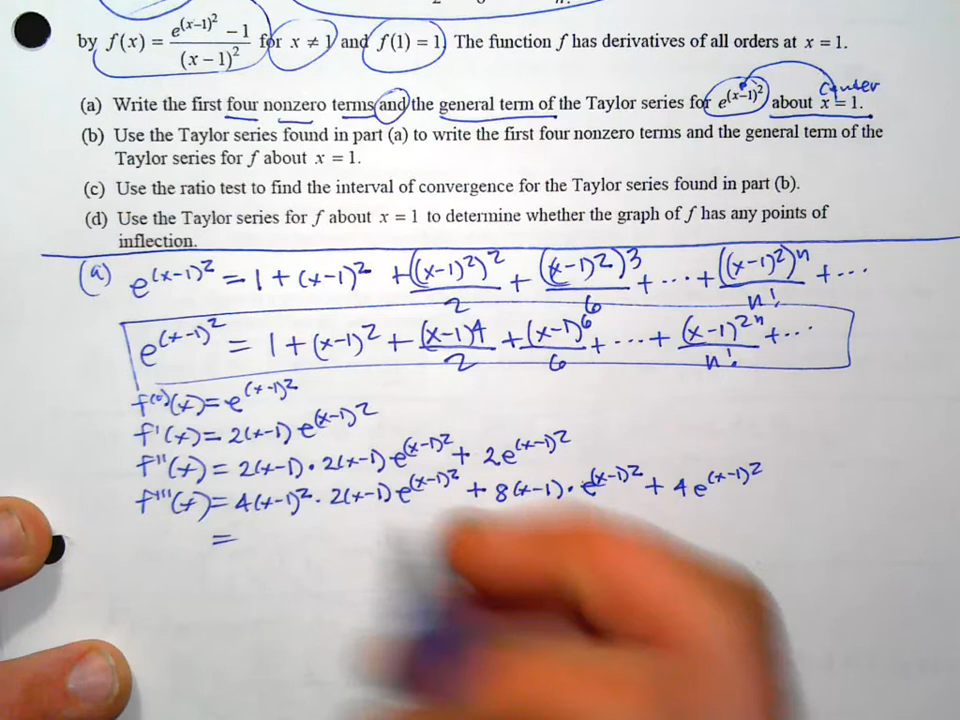 by f(x) = (e^{(x−1)^2} − 1)/(x − 1)^2 for x ≠ 1 and f(1) = 1. The function f has derivatives of all orders at x = 1.
Center
(a) Write the first four nonzero terms and the general term of the Taylor series for e^{(x−1)^2} about x = 1.
(b) Use the Taylor series found in part (a) to write the first four nonzero terms and the general term of the
Taylor series for f about x = 1.
(c) Use the ratio test to find the interval of convergence for the Taylor series found in part (b).
(d) Use the Taylor series for f about x = 1 to determine whether the graph of f has any points of
inflection.
(a) e^{(x-1)^2} = 1 + (x-1)^2 + ((x-1)^2)^2/2 + ((x-1)^2)^3/6 + ... + ((x-1)^2)^n/n! + ...
e^{(x-1)^2} = 1 + (x-1)^2 + (x-1)^4/2 + (x-1)^6/6 + ... + (x-1)^{2n}/n! + ...
f^{(0)}(x) = e^{(x-1)^2}
f'(x) = 2(x-1) e^{(x-1)^2}
f''(x) = 2(x-1) · 2(x-1) e^{(x-1)^2} + 2e^{(x-1)^2}
f'''(x) = 4(x-1)^2 · 2(x-1) e^{(x-1)^2} + 8(x-1) · e^{(x-1)^2} + 4e^{(x-1)^2}
=